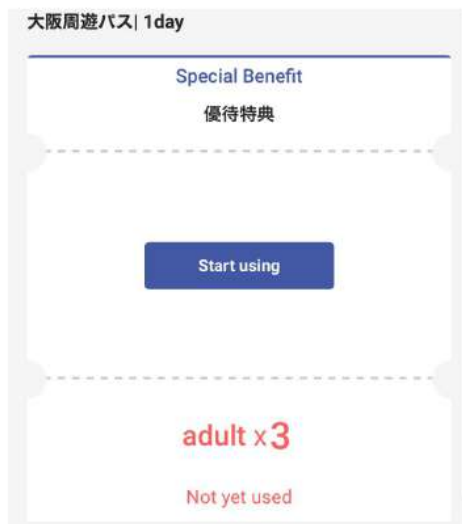 大阪周遊パス| 1day
Special Benefit
優待特典
Start using
adult x3
Not yet used